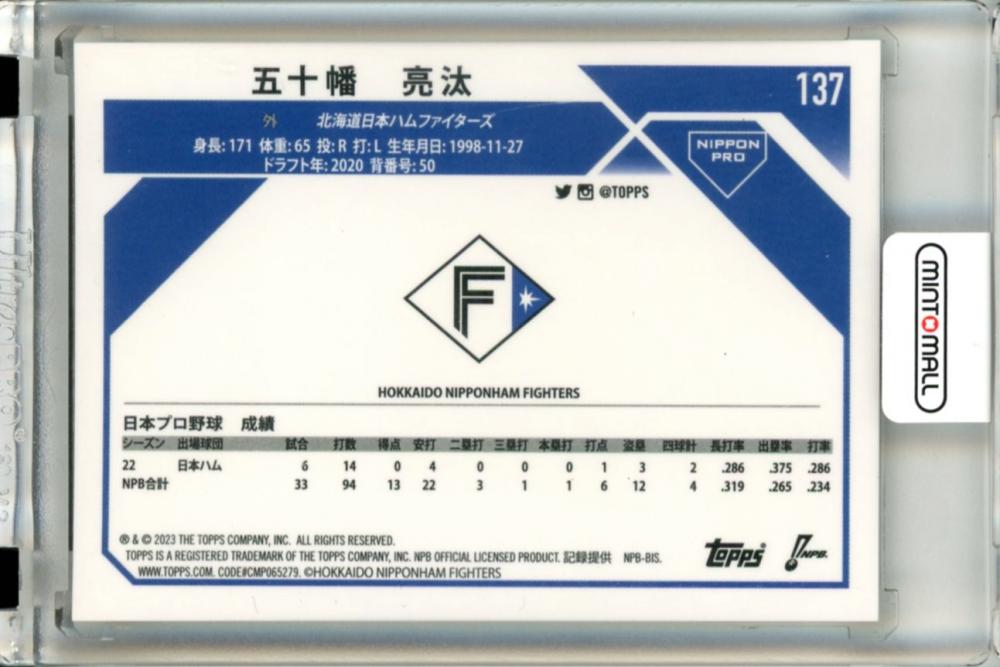 五十幡 亮汰
137
外 北海道日本ハムファイターズ
身長: 171 体重: 65 投: R 打: L 生年月日: 1998-11-27
ドラフト年: 2020 背番号: 50
NIPPON
PRO
@TOPPS
F
HOKKAIDO NIPPONHAM FIGHTERS
日本プロ野球 成績
シーズン 出場球団 試合 打数 得点 安打 二塁打 三塁打 本塁打 打点 盗塁 四球計 長打率 出塁率 打率
22 日本ハム 6 14 0 4 0 0 0 1 3 2 .286 .375 .286
NPB合計 33 94 13 22 3 1 1 6 12 4 .319 .265 .234
® & © 2023 THE TOPPS COMPANY, INC. ALL RIGHTS RESERVED.
TOPPS IS A REGISTERED TRADEMARK OF THE TOPPS COMPANY, INC. NPB OFFICIAL LICENSED PRODUCT. 記録提供 NPB-BIS.
WWW.TOPPS.COM. CODE#CMP065279. ©HOKKAIDO NIPPONHAM FIGHTERS
Topps
NPB.
MINTOMALL